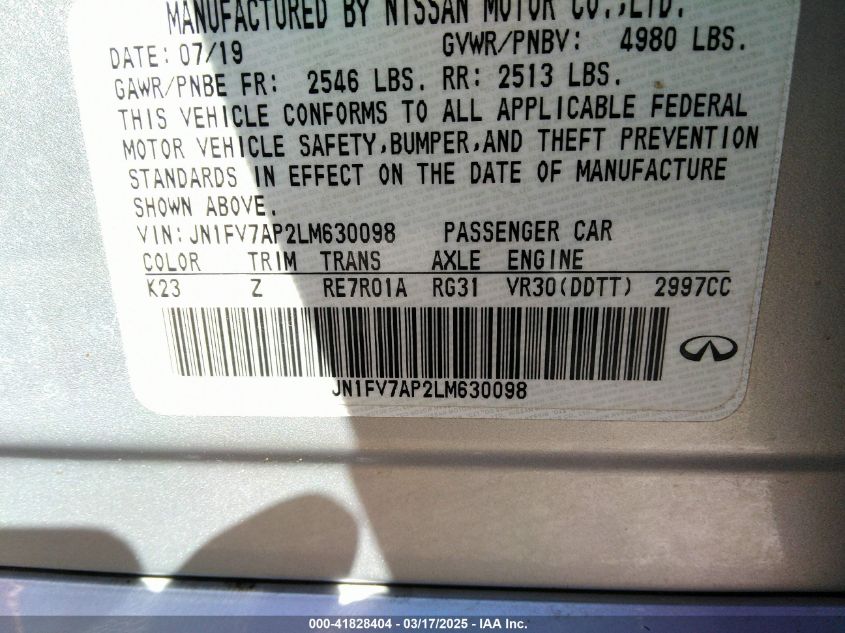 MANUFACTURED BY NISSAN MOTOR CO.,LTD.
DATE: 07/19 GVWR/PNBV: 4980 LBS.
GAWR/PNBE FR: 2546 LBS. RR: 2513 LBS.
THIS VEHICLE CONFORMS TO ALL APPLICABLE FEDERAL
MOTOR VEHICLE SAFETY,BUMPER,AND THEFT PREVENTION
STANDARDS IN EFFECT ON THE DATE OF MANUFACTURE
SHOWN ABOVE.
VIN:JN1FV7AP2LM630098 PASSENGER CAR
COLOR TRIM TRANS AXLE ENGINE
K23 Z RE7R01A RG31 VR30(DDTT) 2997CC
JN1FV7AP2LM630098
000-41828404 — 03/17/2025 - IAA Inc.